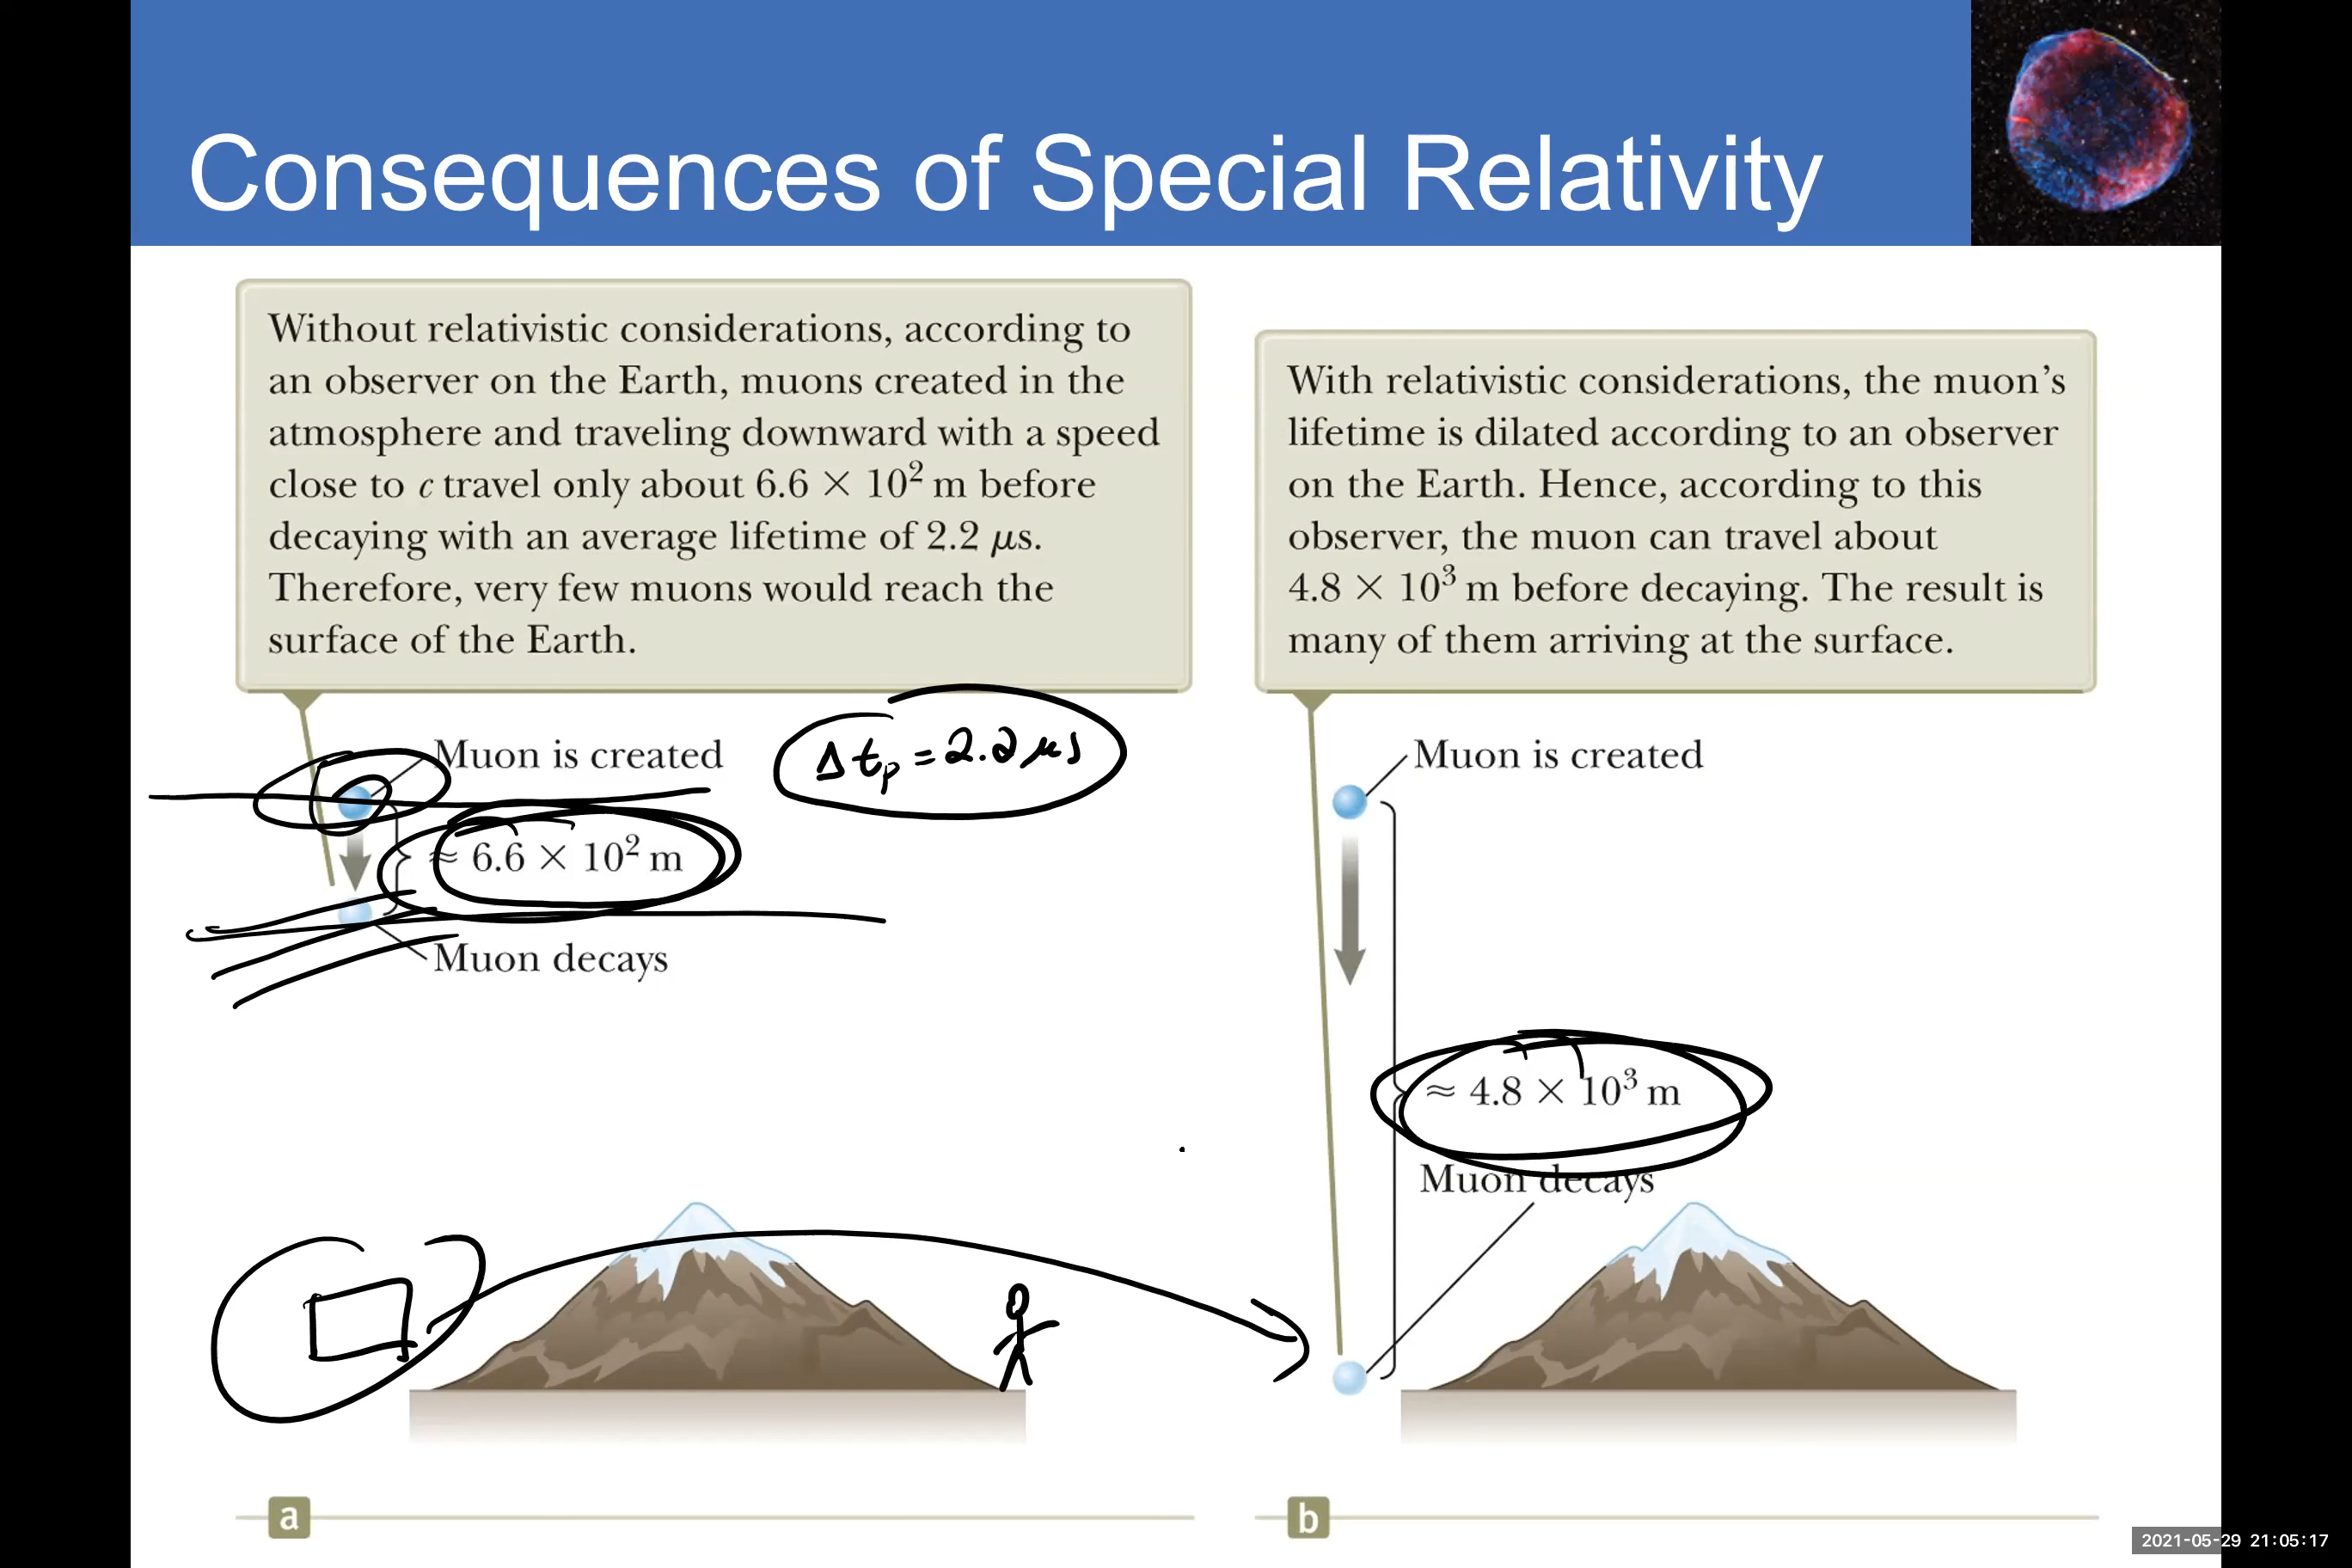 Consequences of Special Relativity
Without relativistic considerations, according to
an observer on the Earth, muons created in the
atmosphere and traveling downward with a speed
close to c travel only about 6.6 × 10² m before
decaying with an average lifetime of 2.2 μs.
Therefore, very few muons would reach the
surface of the Earth.
Muon is created
Δtₚ = 2.2 μs
≈ 6.6 × 10² m
Muon decays
a
With relativistic considerations, the muon’s
lifetime is dilated according to an observer
on the Earth. Hence, according to this
observer, the muon can travel about
4.8 × 10³ m before decaying. The result is
many of them arriving at the surface.
Muon is created
≈ 4.8 × 10³ m
Muon decays
b
2021-05-29 21:05:17